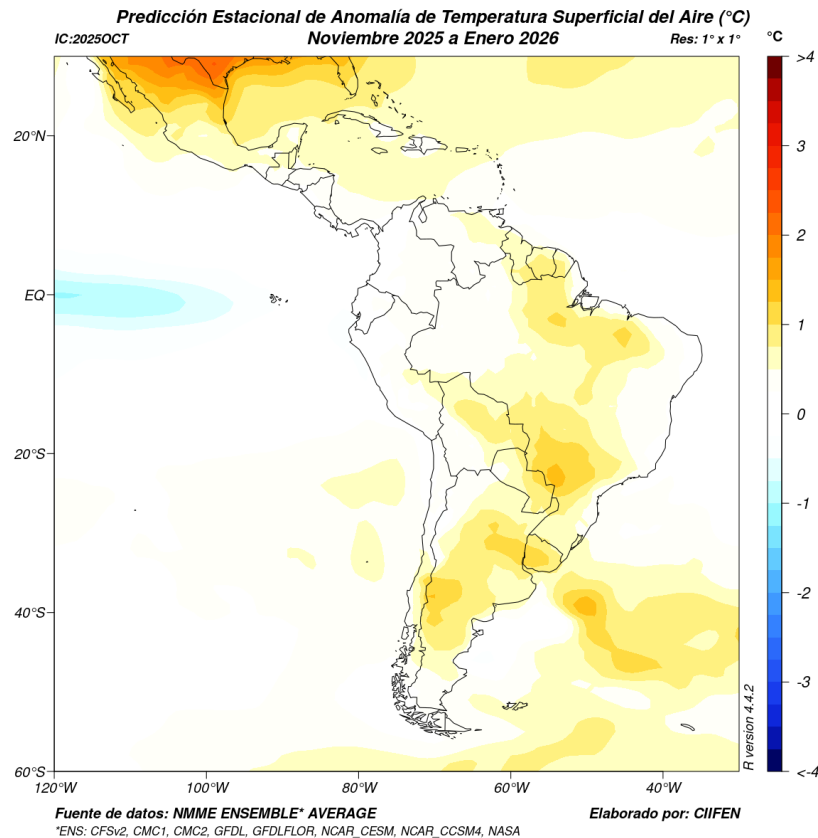 Predicción Estacional de Anomalía de Temperatura Superficial del Aire (°C)
IC:2025OCT Noviembre 2025 a Enero 2026 Res: 1° x 1° °C
>4
3
20°N
2
1
EQ
0
20°S
-1
-2
40°S
-3
R version 4.4.2
60°S <-4
120°W 100°W 80°W 60°W 40°W
Fuente de datos: NMME ENSEMBLE* AVERAGE Elaborado por: CIIFEN
*ENS: CFSv2, CMC1, CMC2, GFDL, GFDLFLOR, NCAR_CESM, NCAR_CCSM4, NASA